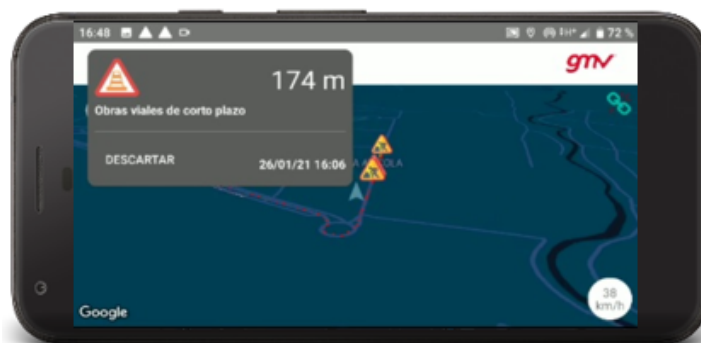 16:48
72 %
gmv
174 m
Obras viales de corto plazo
DESCARTAR
26/01/21 16:06
Google
38
km/h